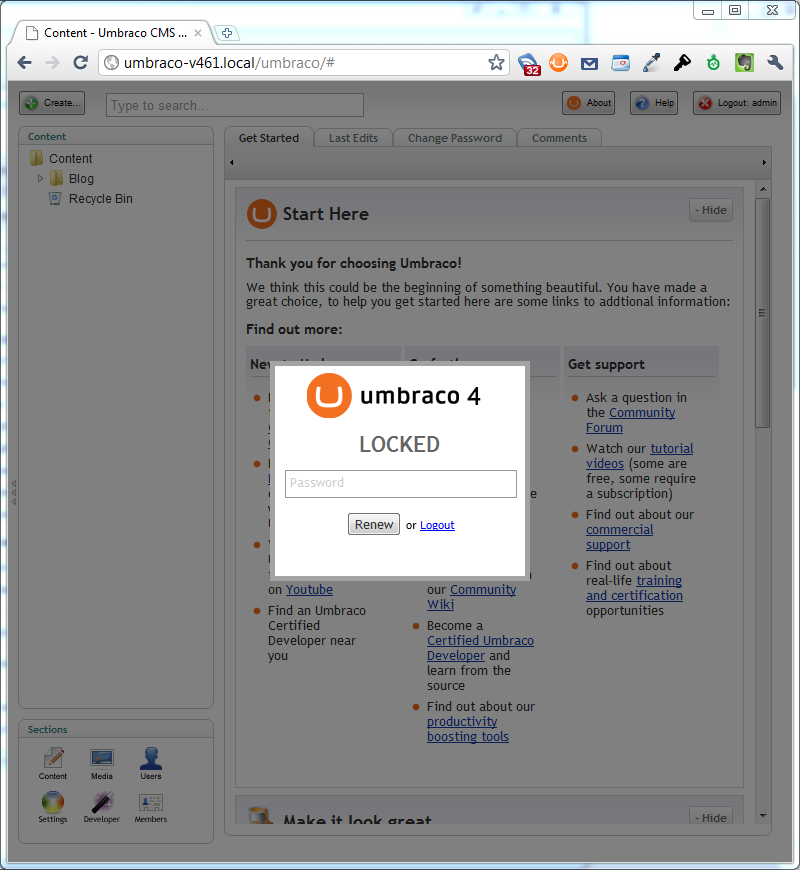 Content - Umbraco CMS ...
umbraco-v461.local/umbraco/#
32
Create...
Type to search...
About
Help
Logout: admin
Content
Content
Blog
Recycle Bin
Get Started
Last Edits
Change Password
Comments
Start Here
- Hide
Thank you for choosing Umbraco!
We think this could be the beginning of something beautiful. You have made a
great choice, to help you get started here are some links to addtional information:
Find out more:
on Youtube
Find an Umbraco
Certified
Developer near
you
our Community
Wiki
Become a
Certified Umbraco
Developer and
learn from the
source
Find out about our
productivity
boosting tools
Get support
Ask a question in
the Community
Forum
Watch our tutorial
videos (some are
free, some require
a subscription)
Find out about our
commercial
support
Find out about
real-life training
and certification
opportunities
umbraco 4
LOCKED
Password
Renew or Logout
Sections
Content
Media
Users
Settings
Developer
Members
Make it look great
- Hide